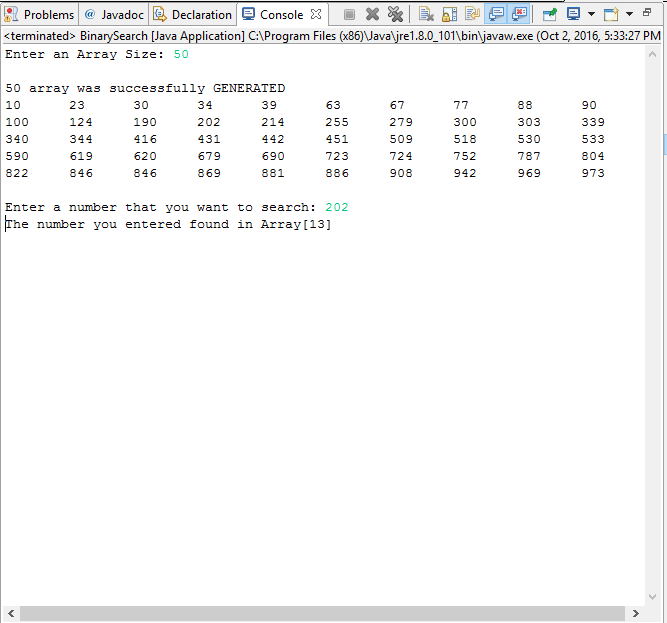 Problems @ Javadoc Declaration Console
<terminated> BinarySearch [Java Application] C:\Program Files (x86)\Java\jre1.8.0_101\bin\javaw.exe (Oct 2, 2016, 5:33:27 PM
Enter an Array Size: 50
50 array was successfully GENERATED
10 23 30 34 39 63 67 77 88 90
100 124 190 202 214 255 279 300 303 339
340 344 416 431 442 451 509 518 530 533
590 619 620 679 690 723 724 752 787 804
822 846 846 869 881 886 908 942 969 973
Enter a number that you want to search: 202
The number you entered found in Array[13]